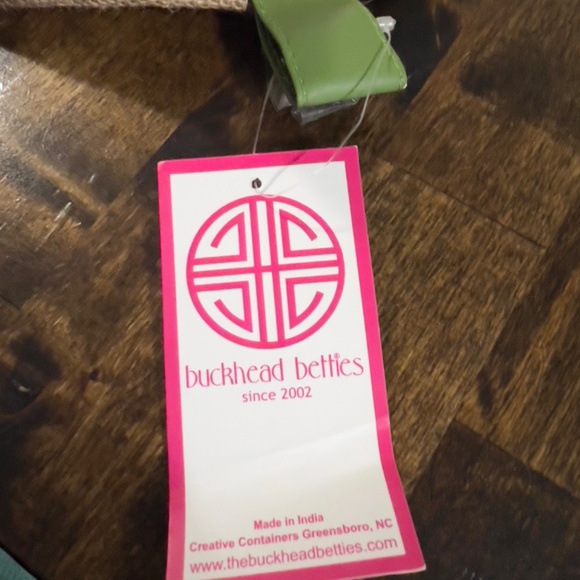 buckhead betties
since 2002
Made in India
Creative Containers Greensboro, NC
www.thebuckheadbetties.com